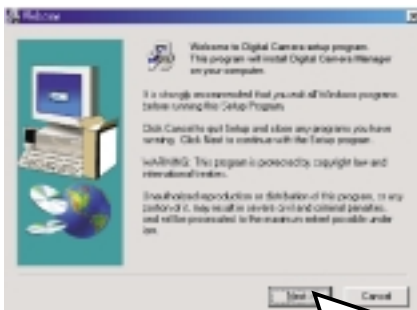 Welcome
Welcome to Digital Camera setup program.
This program will install Digital Camera Manager
on your computer.
It is strongly recommended that you exit all Windows programs
before running this Setup Program.
Click Cancel to quit Setup and close any programs you have
running. Click Next to continue with the Setup program.
WARNING: This program is protected by copyright law and
international treaties.
Unauthorized reproduction or distribution of this program, or any
portion of it, may result in severe civil and criminal penalties,
and will be prosecuted to the maximum extent possible under
law.
Next
Cancel